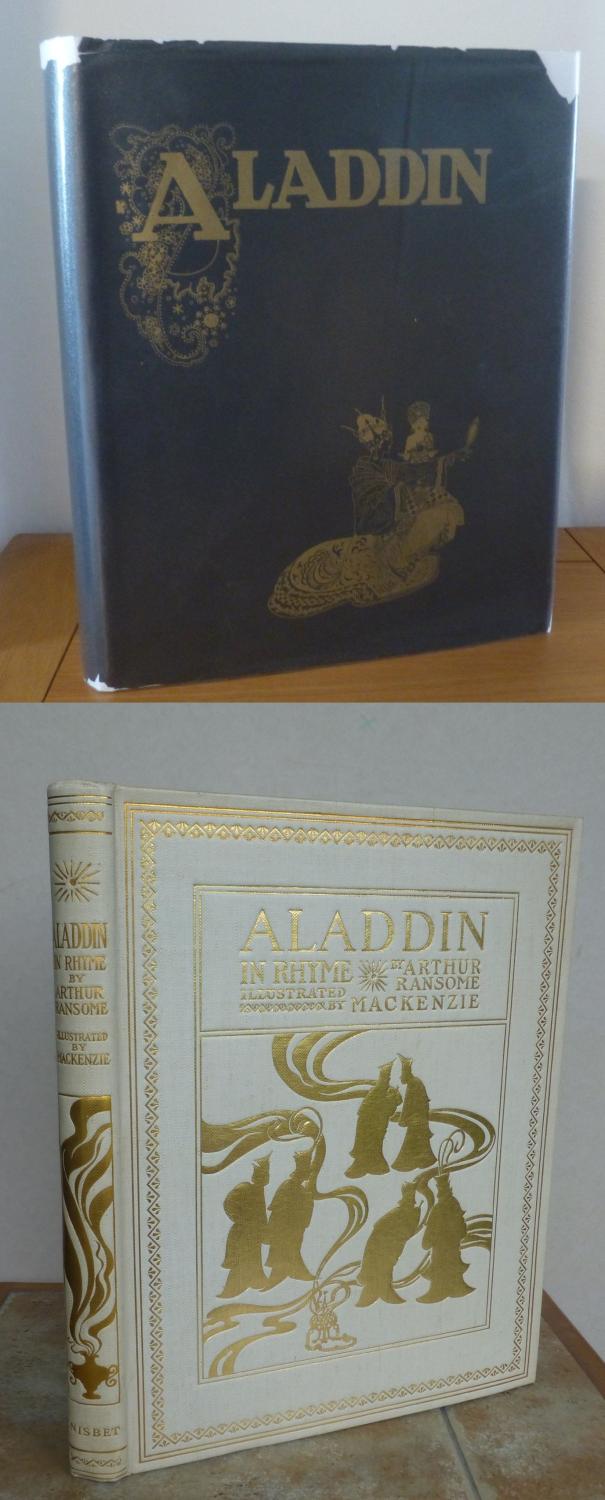 ALADDIN
ALADDIN
IN RHYME
BY
ARTHUR
RANSOME
ILLUSTRATED
BY
MACKENZIE
NISBET
ALADDIN
IN RHYME BY ARTHUR
RANSOME
ILLUSTRATED
BY MACKENZIE